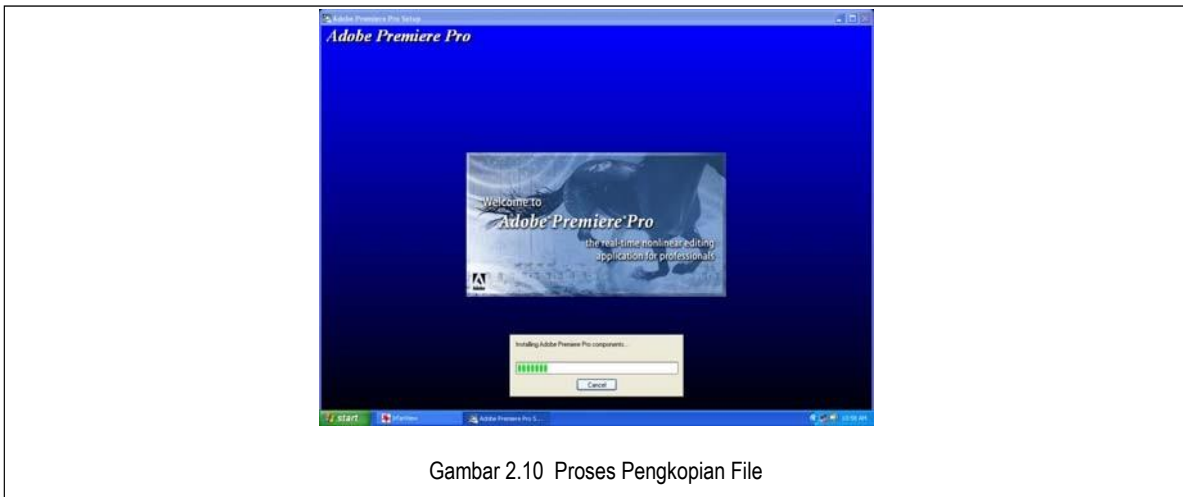 Adobe Premiere Pro Setup
Adobe Premiere Pro
Welcome to
Adobe Premiere Pro
the real-time nonlinear editing
application for professionals
Installing Adobe Premiere Pro components...
Cancel
start
Adobe Premiere Pro S...
Gambar 2.10 Proses Pengkopian File